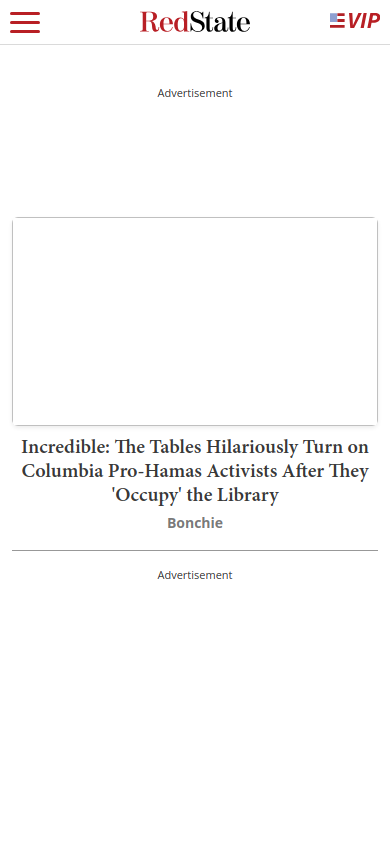 RedState
VIP
Advertisement
Incredible: The Tables Hilariously Turn on
Columbia Pro-Hamas Activists After They
'Occupy' the Library
Bonchie
Advertisement